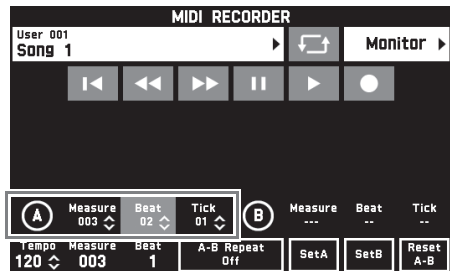 MIDI RECORDER
User 001
Song 1
Monitor
A Measure Beat Tick B Measure Beat Tick
003 02 01 --- -- --
Tempo Measure Beat A-B Repeat SetA SetB Reset
120 003 1 Off A-B